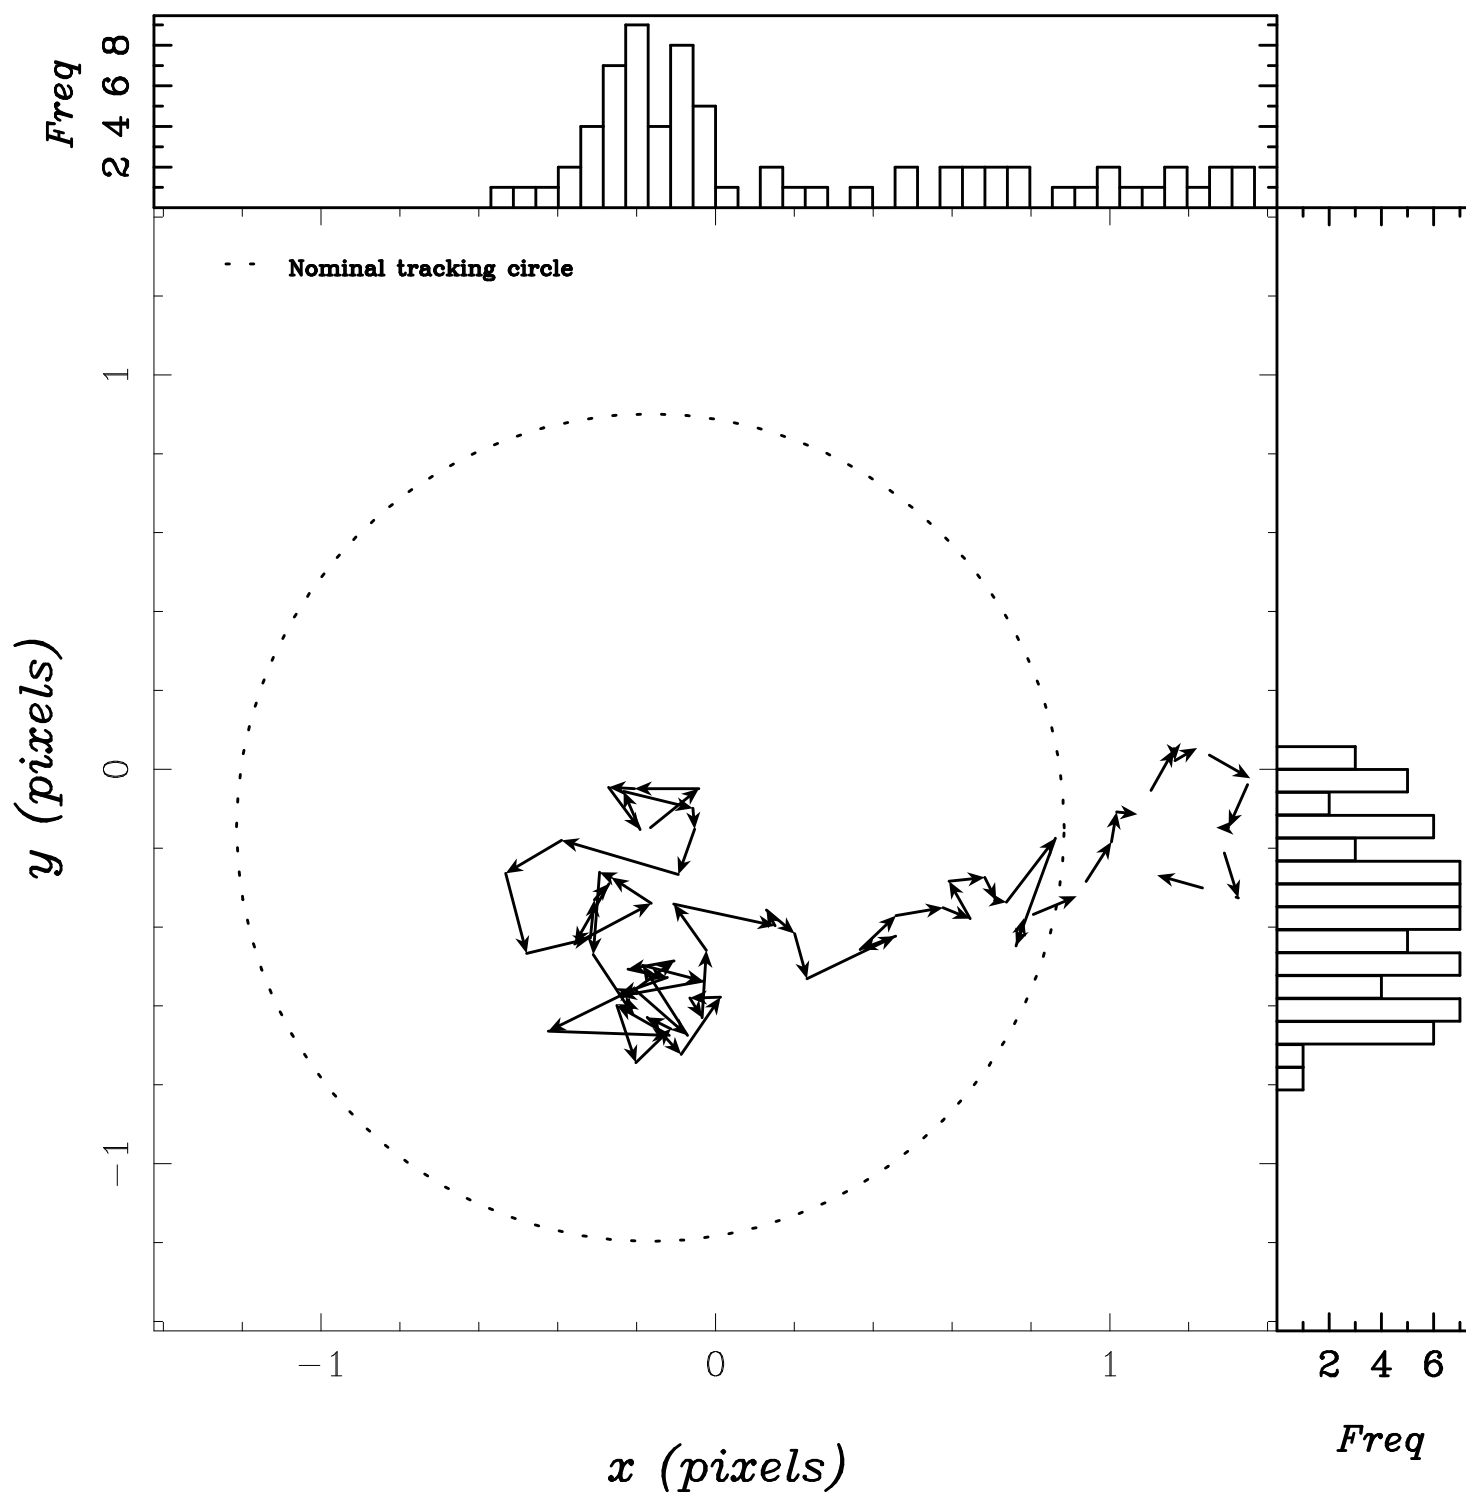 Freq
8
6
4
2
Nominal tracking circle
1
0
−1
y (pixels)
−1 0 1
x (pixels)
2 4 6
Freq